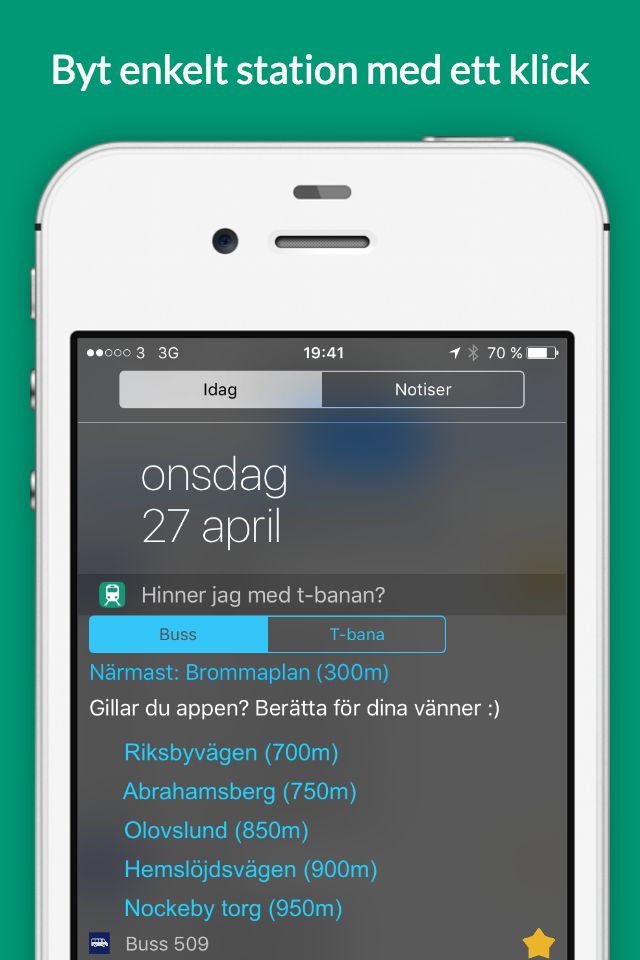 Byt enkelt station med ett klick
3 3G 19:41 70 %
Idag Notiser
onsdag
27 april
Hinner jag med t-banan?
Buss T-bana
Närmast: Brommaplan (300m)
Gillar du appen? Berätta för dina vänner :)
Riksbyvägen (700m)
Abrahamsberg (750m)
Olovslund (850m)
Hemslöjdsvägen (900m)
Nockeby torg (950m)
Buss 509